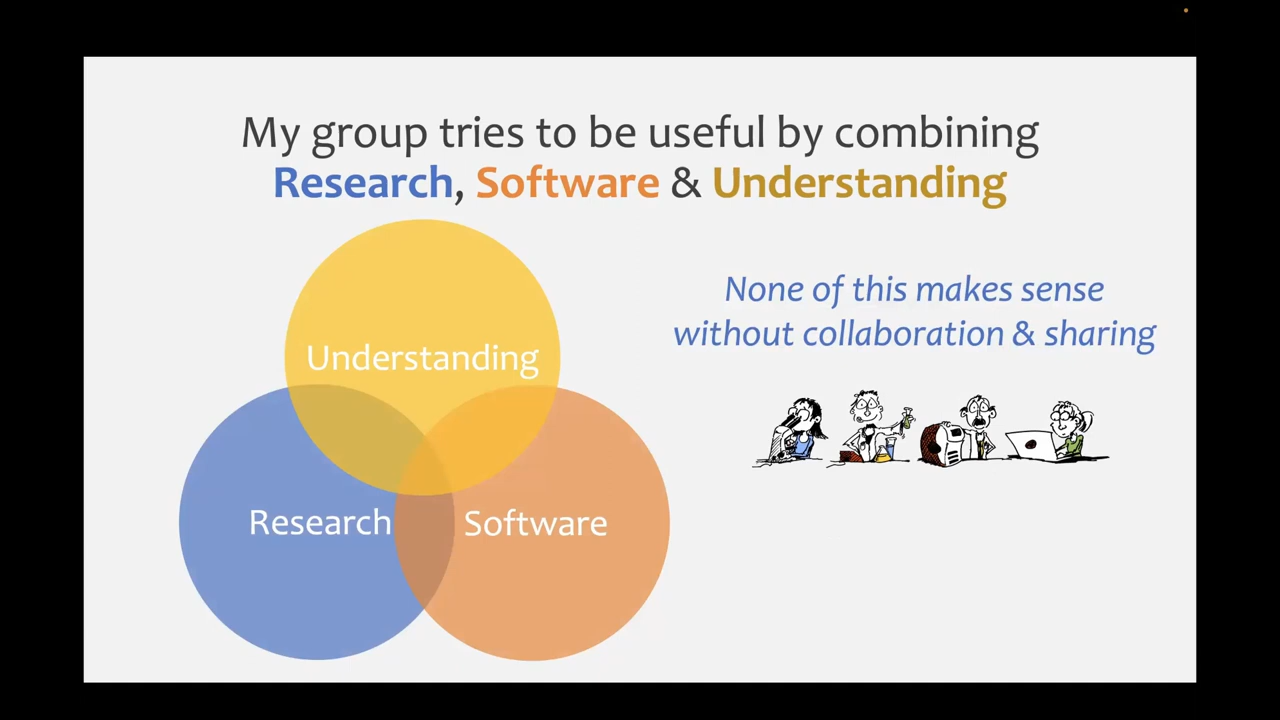 My group tries to be useful by combining
Research, Software & Understanding
None of this makes sense
without collaboration & sharing
Understanding
Research
Software